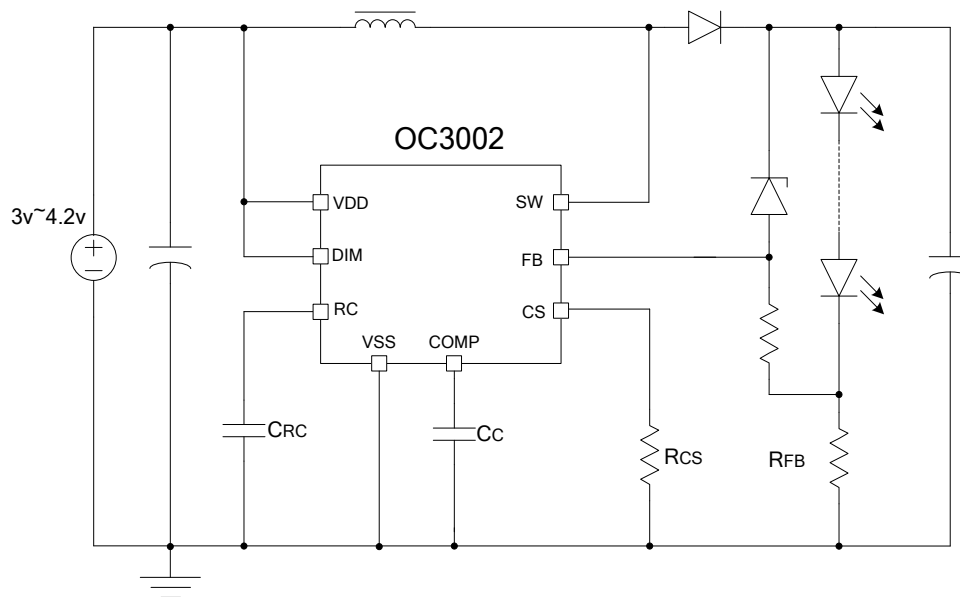 OC3002
3v~4.2v
VDD
SW
DIM
FB
RC
CS
VSS
COMP
CRC
CC
RCS
RFB